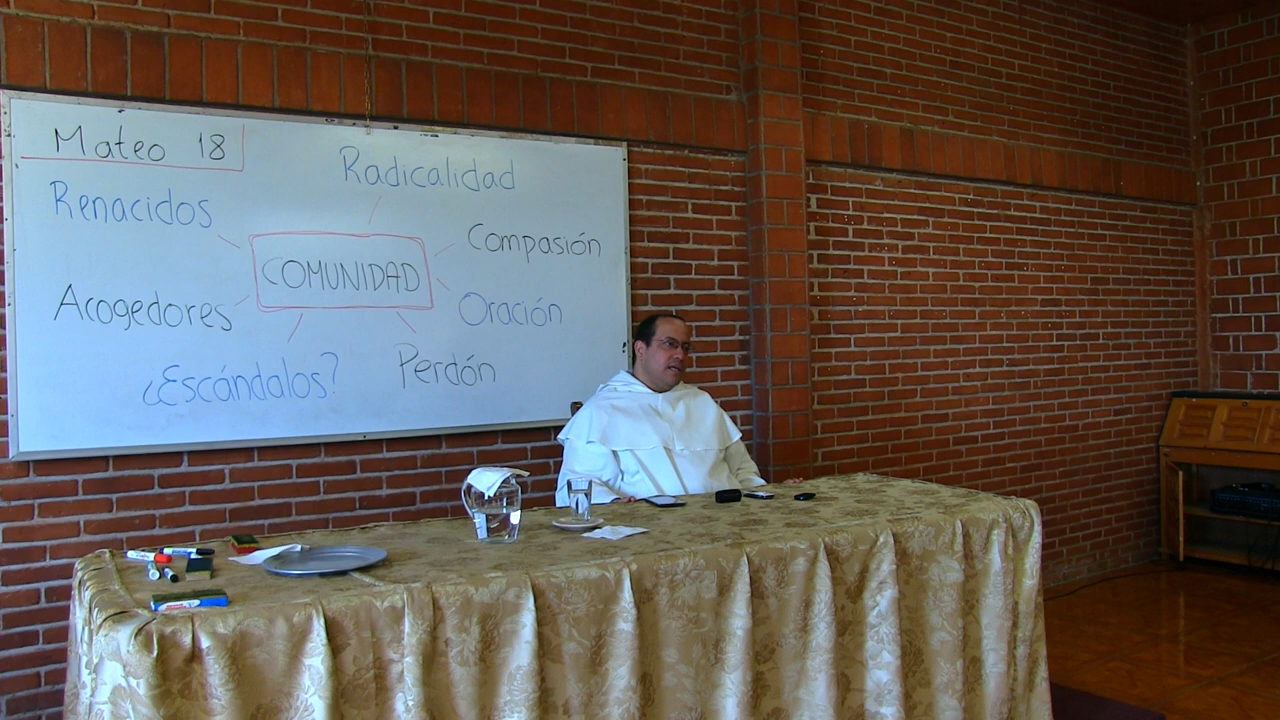 Mateo 18
Radicalidad
Renacidos
Compasión
COMUNIDAD
Acogedores
Oración
¿Escándalos?
Perdón